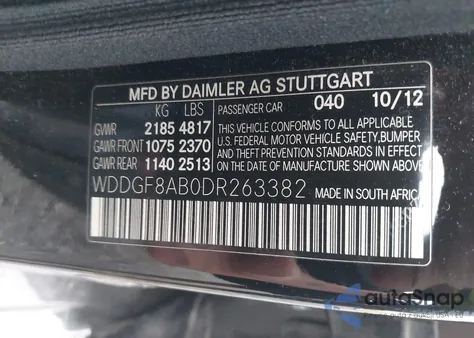 MFD BY DAIMLER AG STUTTGART
KG LBS PASSENGER CAR 040 10/12
GVWR 2185 4817 THIS VEHICLE CONFORMS TO ALL APPLICABLE
GAWR FRONT 1075 2370 U.S. FEDERAL MOTOR VEHICLE SAFETY, BUMPER
GAWR REAR 1140 2513 AND THEFT PREVENTION STANDARDS IN EFFECT
ON THE DATE OF MANUFACTURE SHOWN ABOVE.
WDDGF8AB0DR263382 MADE IN SOUTH AFRICA
autoSnap